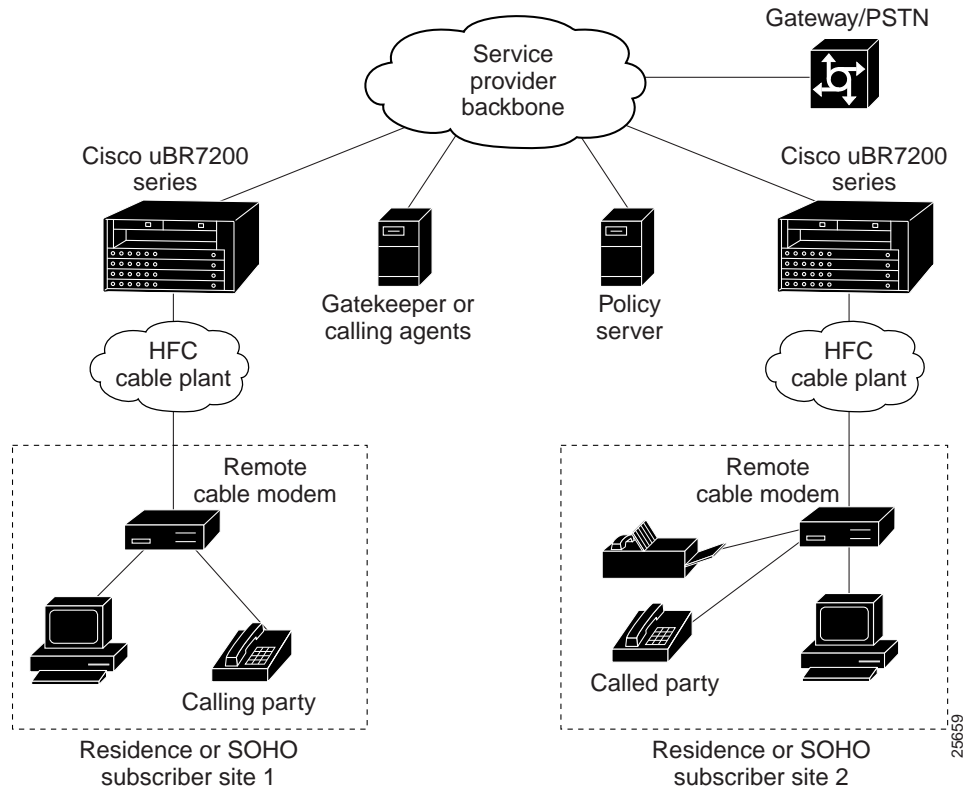 Gateway/PSTN
Service
provider
backbone
Cisco uBR7200
series
Cisco uBR7200
series
Gatekeeper or
calling agents
Policy
server
HFC
cable plant
HFC
cable plant
Remote
cable modem
Remote
cable modem
Calling party
Called party
Residence or SOHO
subscriber site 1
Residence or SOHO
subscriber site 2
25659